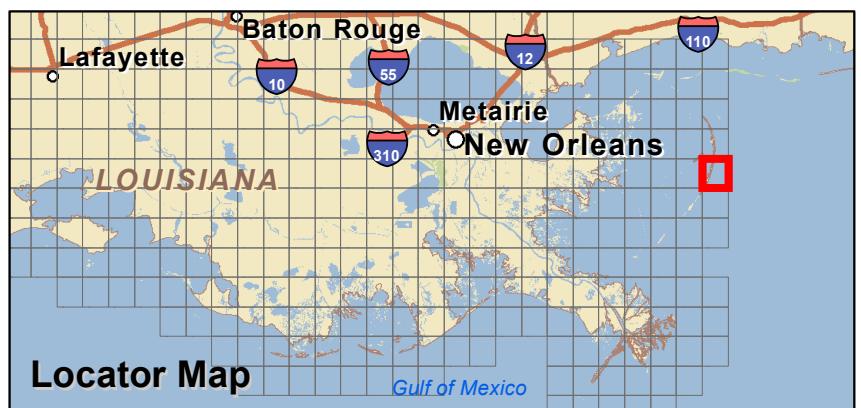 Baton Rouge
110
12
Lafayette
55
10
Metairie
New Orleans
310
LOUISIANA
Locator Map
Gulf of Mexico